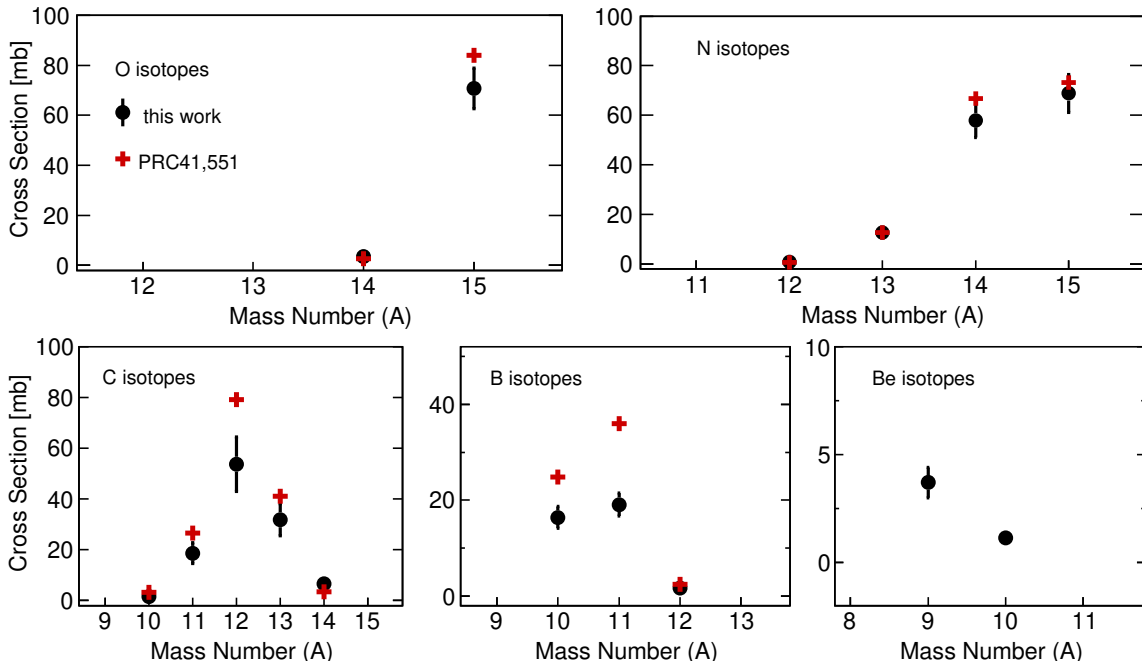 Cross Section [mb]
100
80
60
40
20
0
O isotopes
this work
PRC41,551
12 13 14 15
Mass Number (A)
100
80
60
40
20
0
N isotopes
11 12 13 14 15
Mass Number (A)
Cross Section [mb]
100
80
60
40
20
0
C isotopes
9 10 11 12 13 14 15
Mass Number (A)
40
20
0
B isotopes
9 10 11 12 13
Mass Number (A)
10
5
0
Be isotopes
8 9 10 11
Mass Number (A)